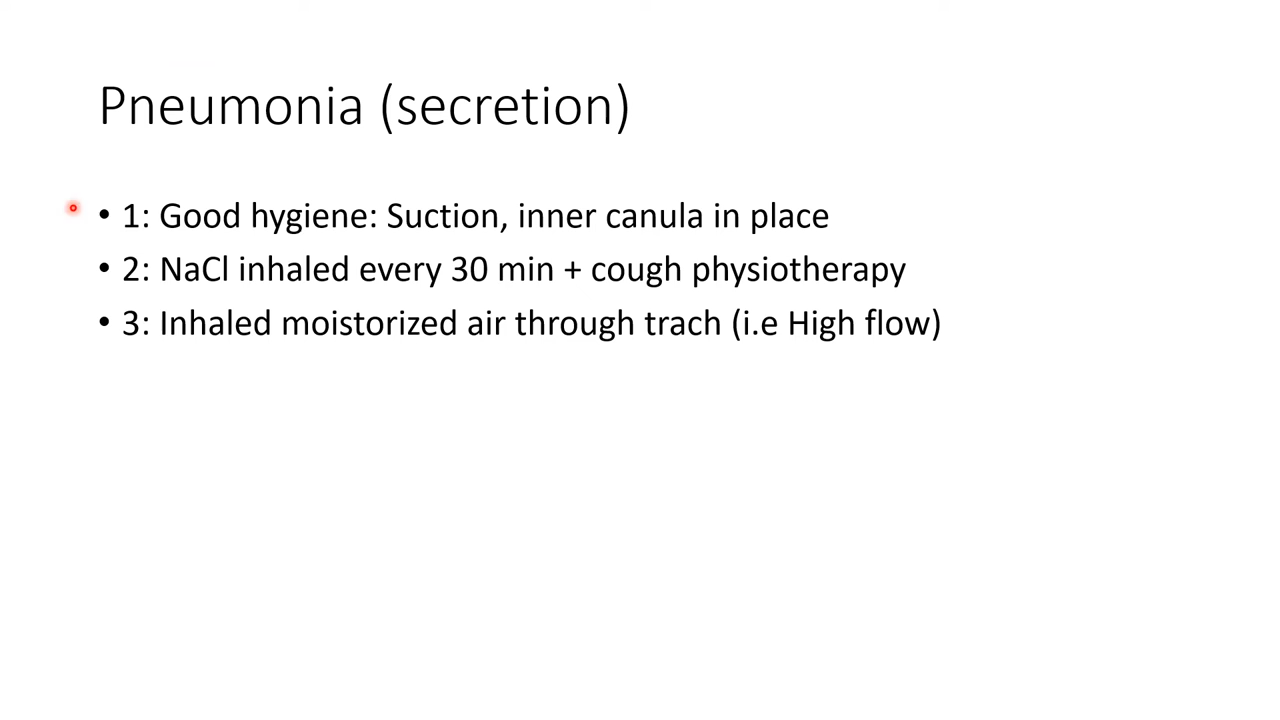 Pneumonia (secretion)
• 1: Good hygiene: Suction, inner canula in place
• 2: NaCl inhaled every 30 min + cough physiotherapy
• 3: Inhaled moistorized air through trach (i.e High flow)